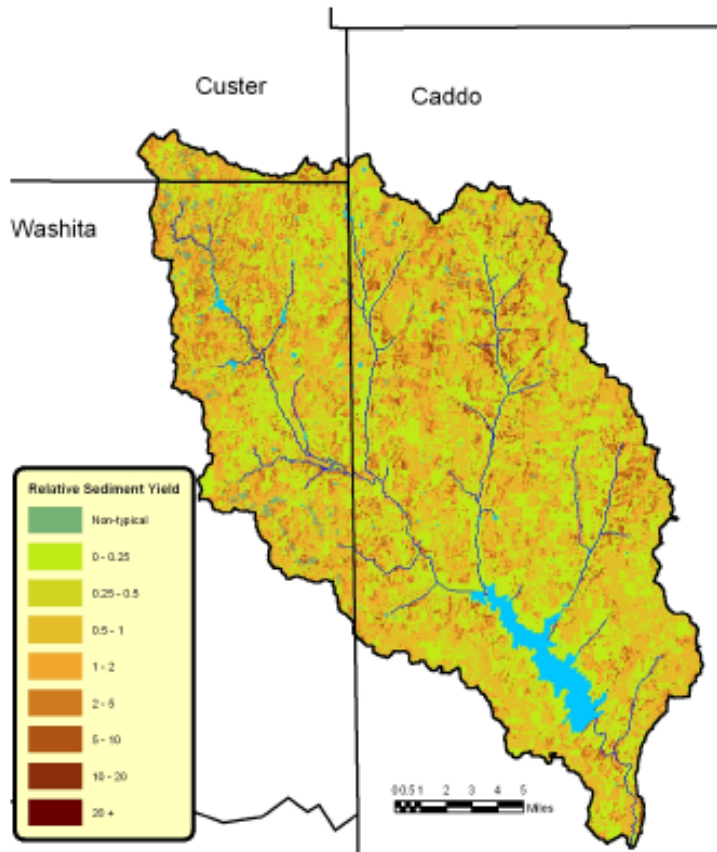 Custer
Caddo
Washita
Relative Sediment Yield
Non-typical
0 - 0.25
0.25 - 0.5
0.5 - 1
1 - 2
2 - 5
5 - 10
10 - 20
20 +
0 0.5 1 2 3 4 5
Miles